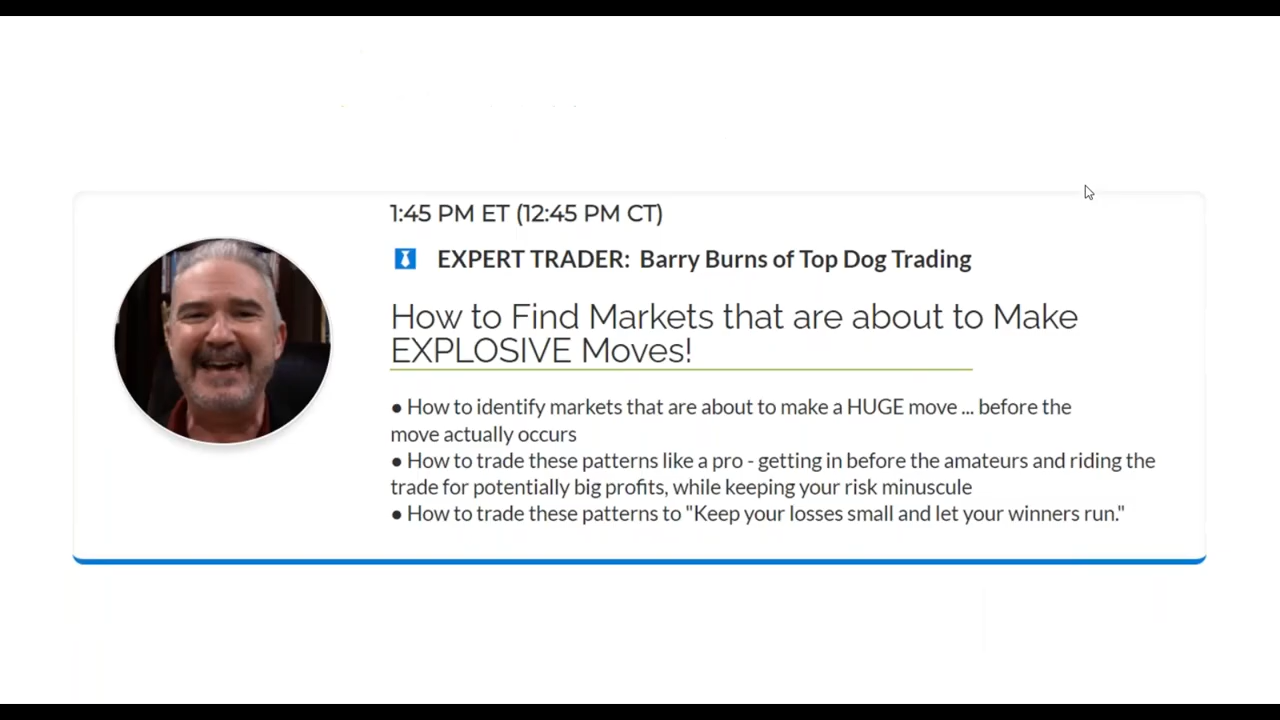 1:45 PM ET (12:45 PM CT)
EXPERT TRADER: Barry Burns of Top Dog Trading
How to Find Markets that are about to Make
EXPLOSIVE Moves!
● How to identify markets that are about to make a HUGE move ... before the
move actually occurs
● How to trade these patterns like a pro - getting in before the amateurs and riding the
trade for potentially big profits, while keeping your risk minuscule
● How to trade these patterns to "Keep your losses small and let your winners run."